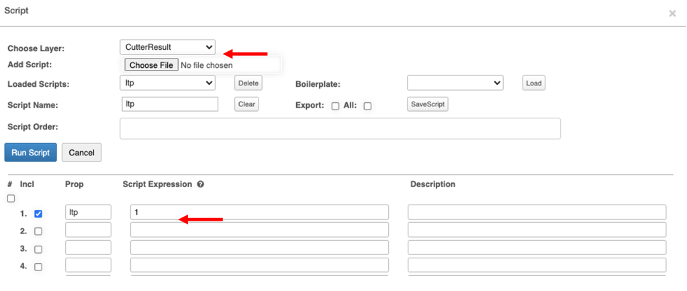 Script
×
Choose Layer: CutterResult
Add Script: Choose File No file chosen
Loaded Scripts: ltp Delete Boilerplate: Load
Script Name: ltp Clear Export: All: SaveScript
Script Order:
Run Script Cancel
# Incl Prop Script Expression ? Description
1. ltp 1
2.
3.
4.